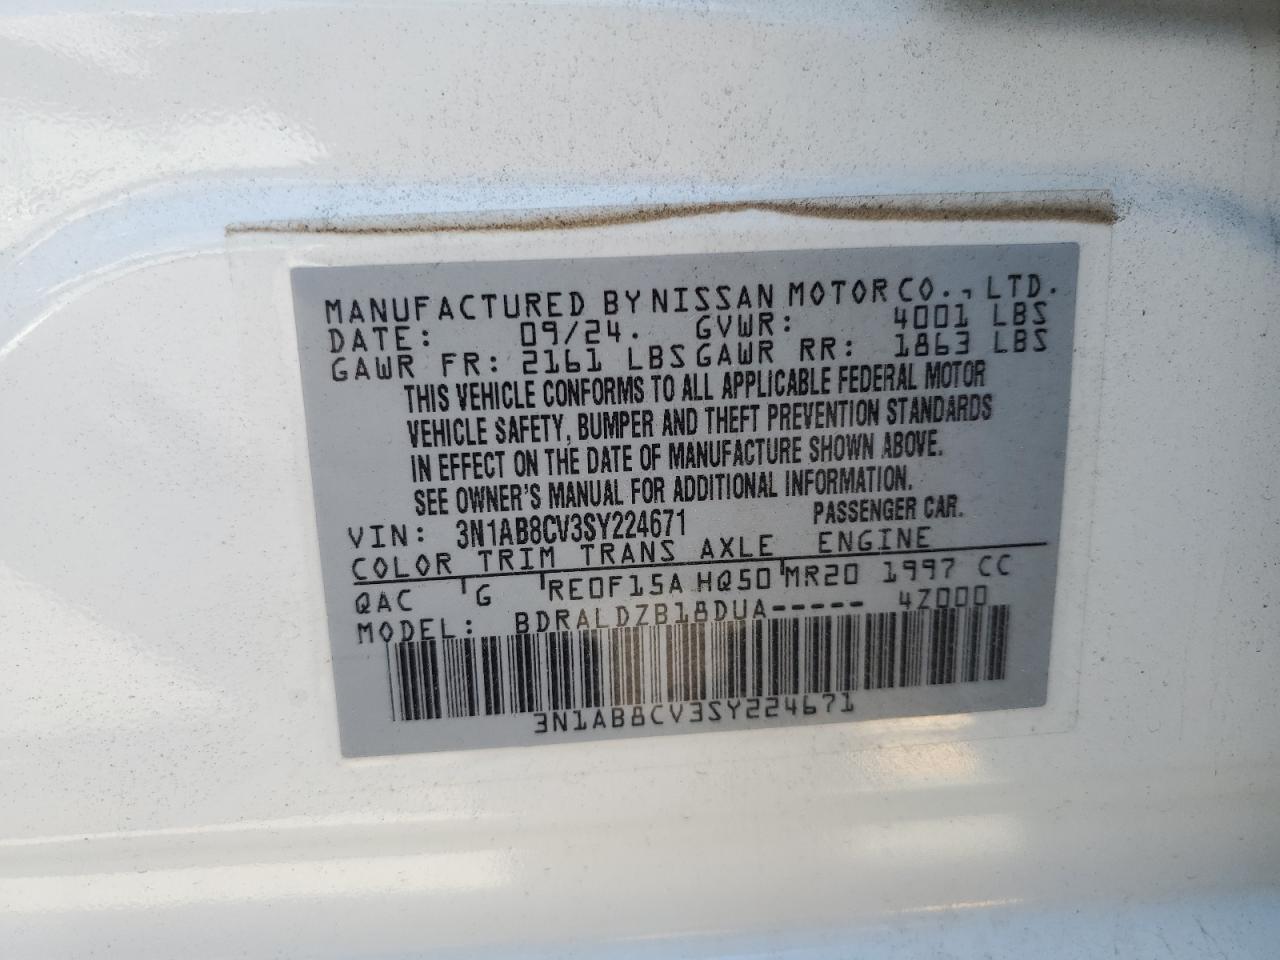 MANUFACTURED BY NISSAN MOTOR CO., LTD.
DATE: 09/24. GVWR: 4001 LBS
GAWR FR: 2161 LBS GAWR RR: 1863 LBS
THIS VEHICLE CONFORMS TO ALL APPLICABLE FEDERAL MOTOR
VEHICLE SAFETY, BUMPER AND THEFT PREVENTION STANDARDS
IN EFFECT ON THE DATE OF MANUFACTURE SHOWN ABOVE.
SEE OWNER'S MANUAL FOR ADDITIONAL INFORMATION.
VIN: 3N1AB8CV3SY224671 PASSENGER CAR.
COLOR TRIM TRANS AXLE ENGINE
QAC G RE0F15A HQ50 MR20 1997 CC
MODEL: BDRALDZB18DUA----- 4Z000
3N1AB8CV3SY224671